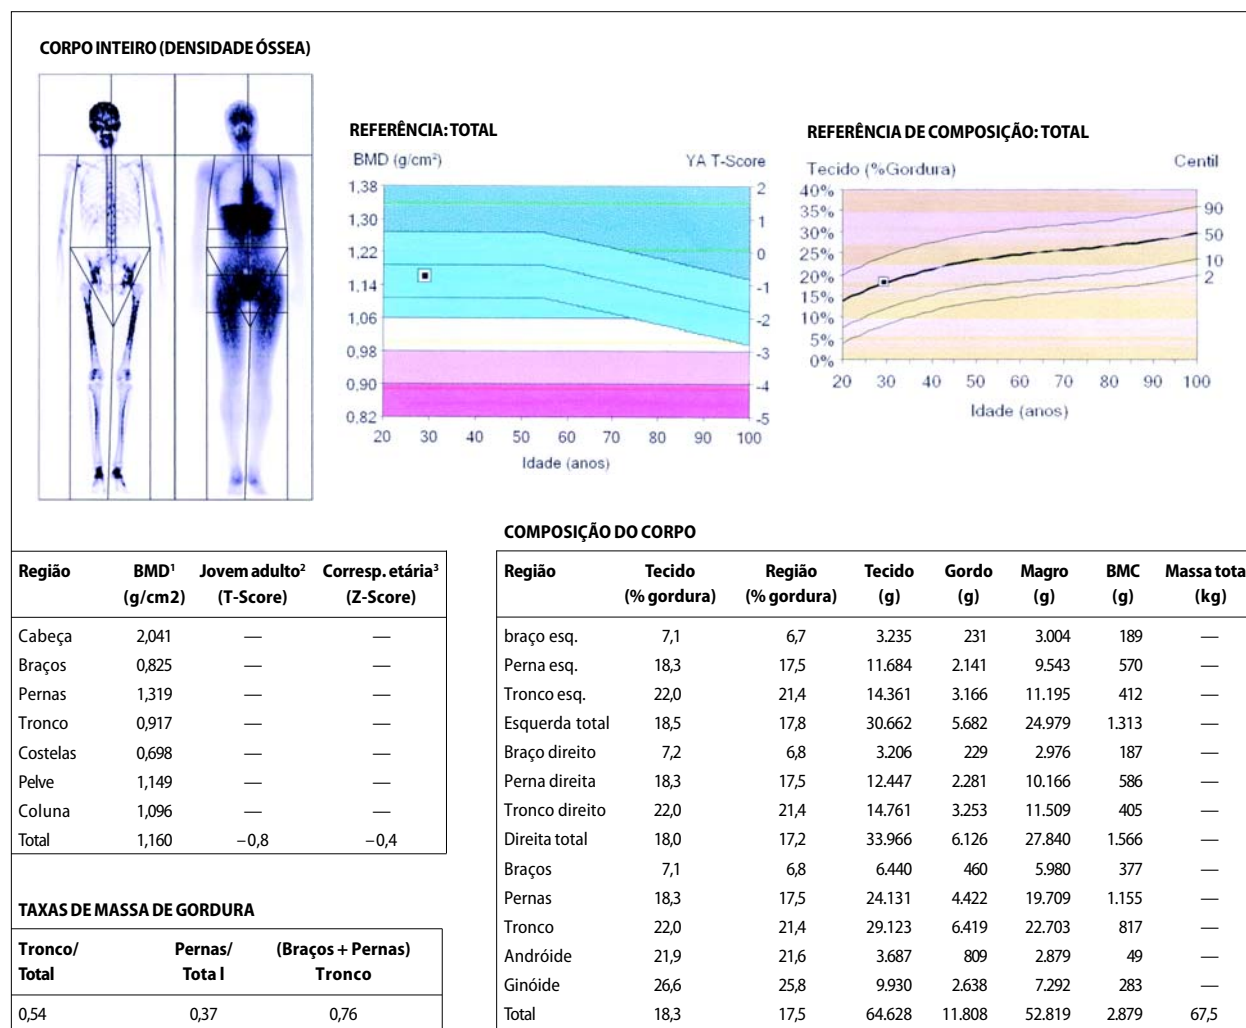 CORPO INTEIRO (DENSIDADE ÓSSEA)
REFERÊNCIA: TOTAL
BMD (g/cm²) YA T-Score
1,38 2
1,30 1
1,22 0
1,14 -1
1,06 -2
0,98 -3
0,90 -4
0,82 -5
20 30 40 50 60 70 80 90 100
Idade (anos)
REFERÊNCIA DE COMPOSIÇÃO: TOTAL
Tecido (%Gordura) Centil
40%
35% 90
30% 50
25% 10
20% 2
15%
10%
5%
0%
20 30 40 50 60 70 80 90 100
Idade (anos)
Região BMD¹ Jovem adulto² Corresp. etária³
(g/cm2) (T-Score) (Z-Score)
Cabeça 2,041 — —
Braços 0,825 — —
Pernas 1,319 — —
Tronco 0,917 — —
Costelas 0,698 — —
Pelve 1,149 — —
Coluna 1,096 — —
Total 1,160 –0,8 –0,4
TAXAS DE MASSA DE GORDURA
Tronco/ Pernas/ (Braços + Pernas)
Total Tota l Tronco
0,54 0,37 0,76
COMPOSIÇÃO DO CORPO
Região Tecido Região Tecido Gordo Magro BMC Massa total
(% gordura) (% gordura) (g) (g) (g) (g) (kg)
braço esq. 7,1 6,7 3.235 231 3.004 189 —
Perna esq. 18,3 17,5 11.684 2.141 9.543 570 —
Tronco esq. 22,0 21,4 14.361 3.166 11.195 412 —
Esquerda total 18,5 17,8 30.662 5.682 24.979 1.313 —
Braço direito 7,2 6,8 3.206 229 2.976 187 —
Perna direita 18,3 17,5 12.447 2.281 10.166 586 —
Tronco direito 22,0 21,4 14.761 3.253 11.509 405 —
Direita total 18,0 17,2 33.966 6.126 27.840 1.566 —
Braços 7,1 6,8 6.440 460 5.980 377 —
Pernas 18,3 17,5 24.131 4.422 19.709 1.155 —
Tronco 22,0 21,4 29.123 6.419 22.703 817 —
Andróide 21,9 21,6 3.687 809 2.879 49 —
Ginóide 26,6 25,8 9.930 2.638 7.292 283 —
Total 18,3 17,5 64.628 11.808 52.819 2.879 67,5